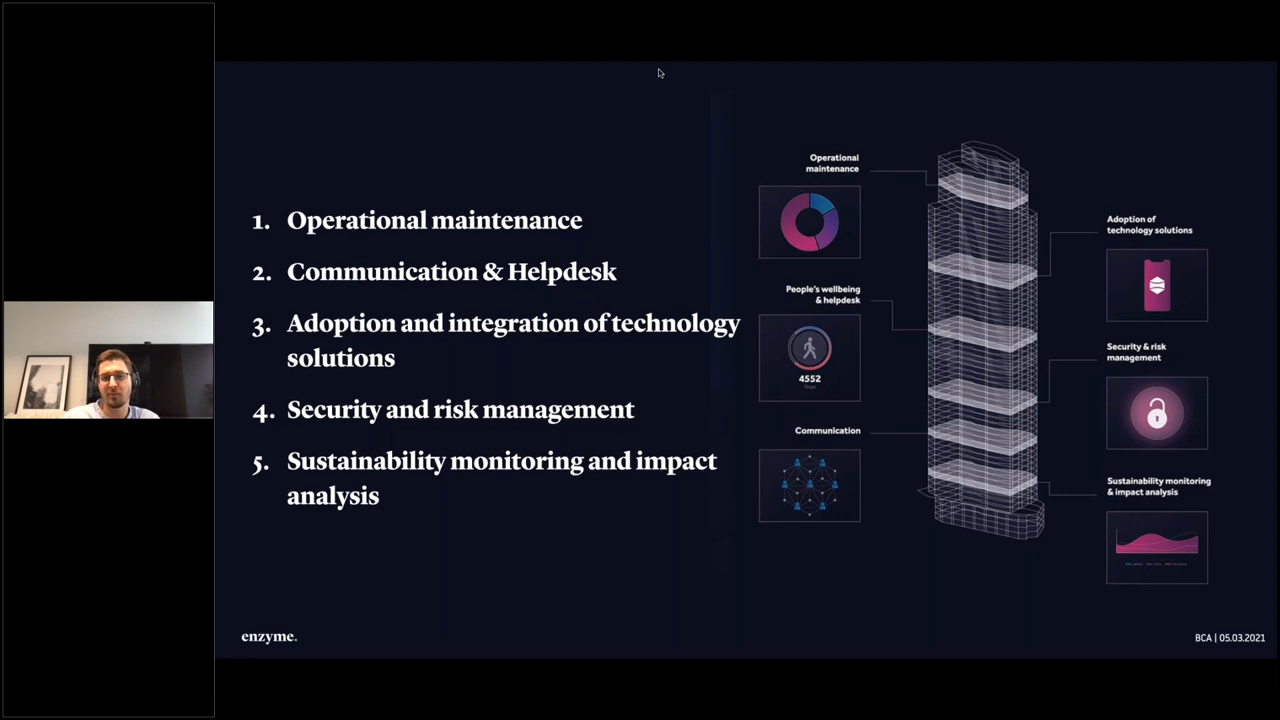 1. Operational maintenance
2. Communication & Helpdesk
3. Adoption and integration of technology
solutions
4. Security and risk management
5. Sustainability monitoring and impact
analysis
Operational
maintenance
People's wellbeing
& helpdesk
4552
Steps
Communication
Adoption of
technology solutions
Security & risk
management
Sustainability monitoring
& impact analysis
enzyme.
BCA | 05.03.2021